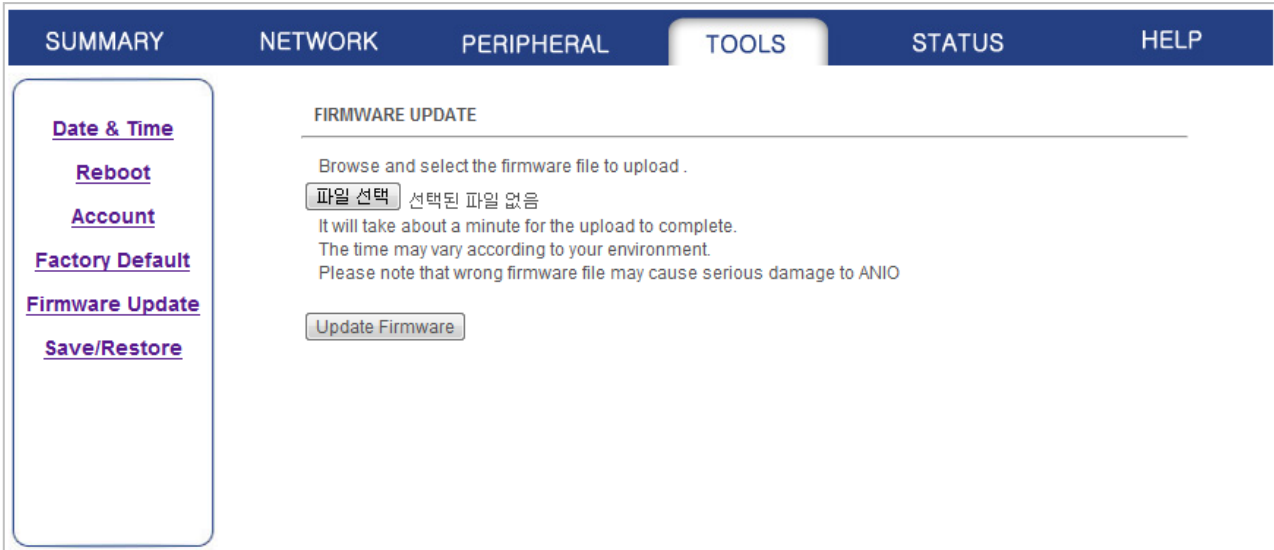 SUMMARY NETWORK PERIPHERAL TOOLS STATUS HELP
Date & Time
Reboot
Account
Factory Default
Firmware Update
Save/Restore
FIRMWARE UPDATE
Browse and select the firmware file to upload .
파일 선택 선택된 파일 없음
It will take about a minute for the upload to complete.
The time may vary according to your environment.
Please note that wrong firmware file may cause serious damage to ANIO
Update Firmware